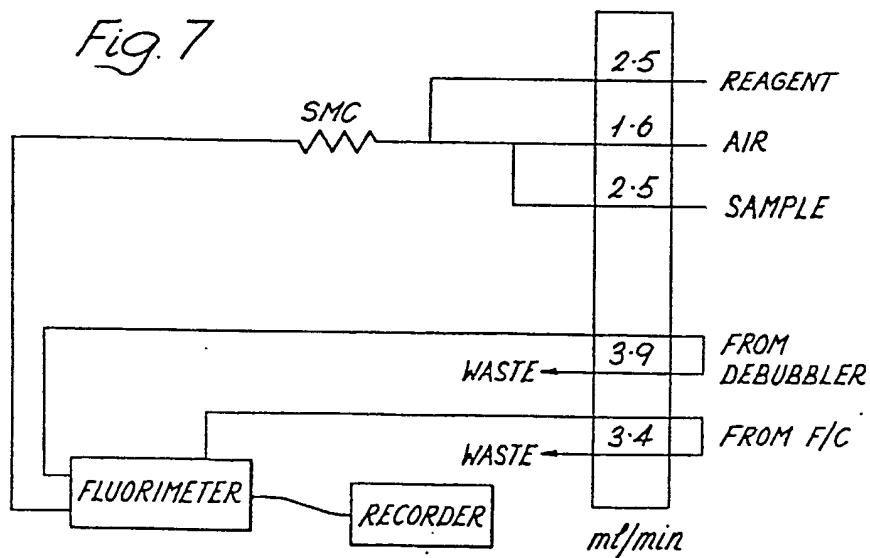 Fig. 7
2·5 REAGENT
SMC
1·6 AIR
2·5 SAMPLE
3·9 FROM
WASTE DEBUBBLER
3·4 FROM F/C
WASTE
FLUORIMETER
RECORDER
ml/min